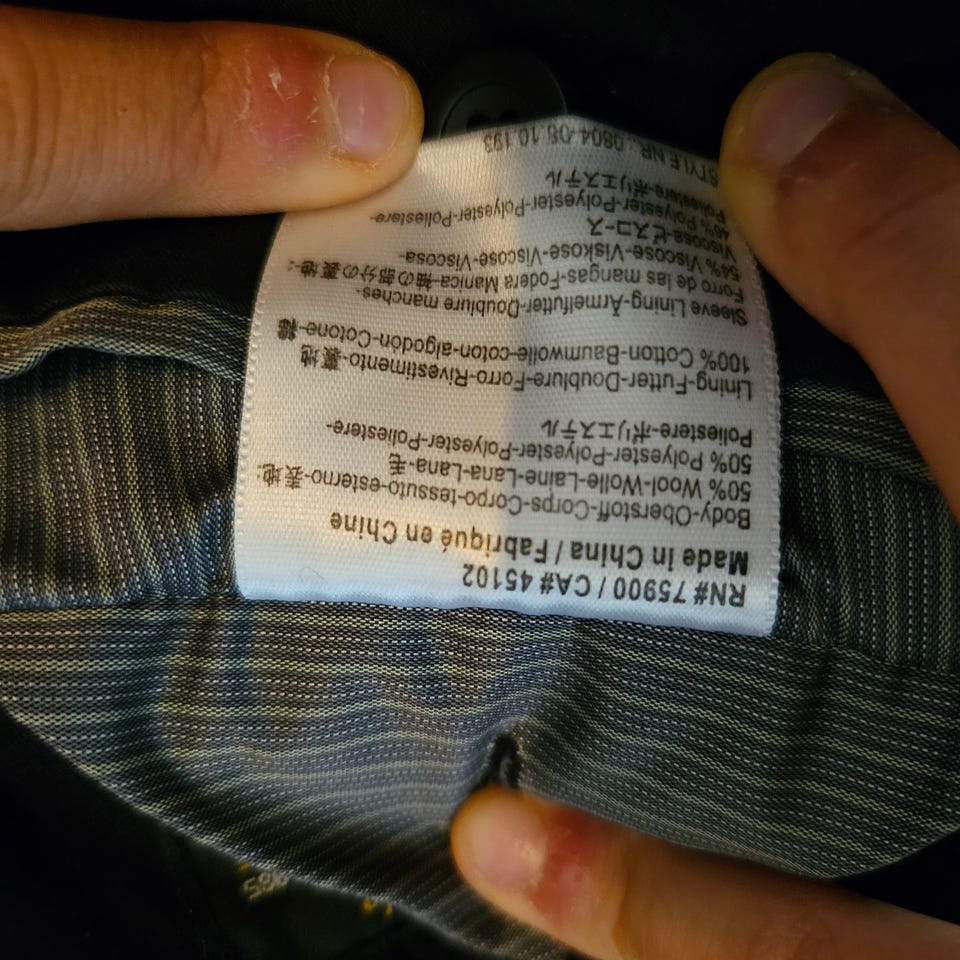 RN# 75900 / CA# 45102
Made in China / Fabriqué en Chine
Body-Oberstoff-Corps-Corpo-tessuto-esterno-表地-
50% Wool-Wolle-Laine-Lana-Lana-毛
50% Polyester-Polyester-Polyester-Poliestere-
Poliestere-ポリエステル
Lining-Futter-Doublure-Forro-Rivestimento-裏地
100% Cotton-Baumwolle-coton-algodón-Cotone-棉
Sleeve Lining-Ärmelfutter-Doublure manches-
Forro de las mangas-Fodera Manica-袖の部分の裏地-
54% Viscose-Viskose-Viscose-Viscosa-
Viscosa-ビスコース
46% Polyester-Polyester-Polyester-Poliestere-
Poliestere-ポリエステル
STYLE NR.: 0804-06 10 193